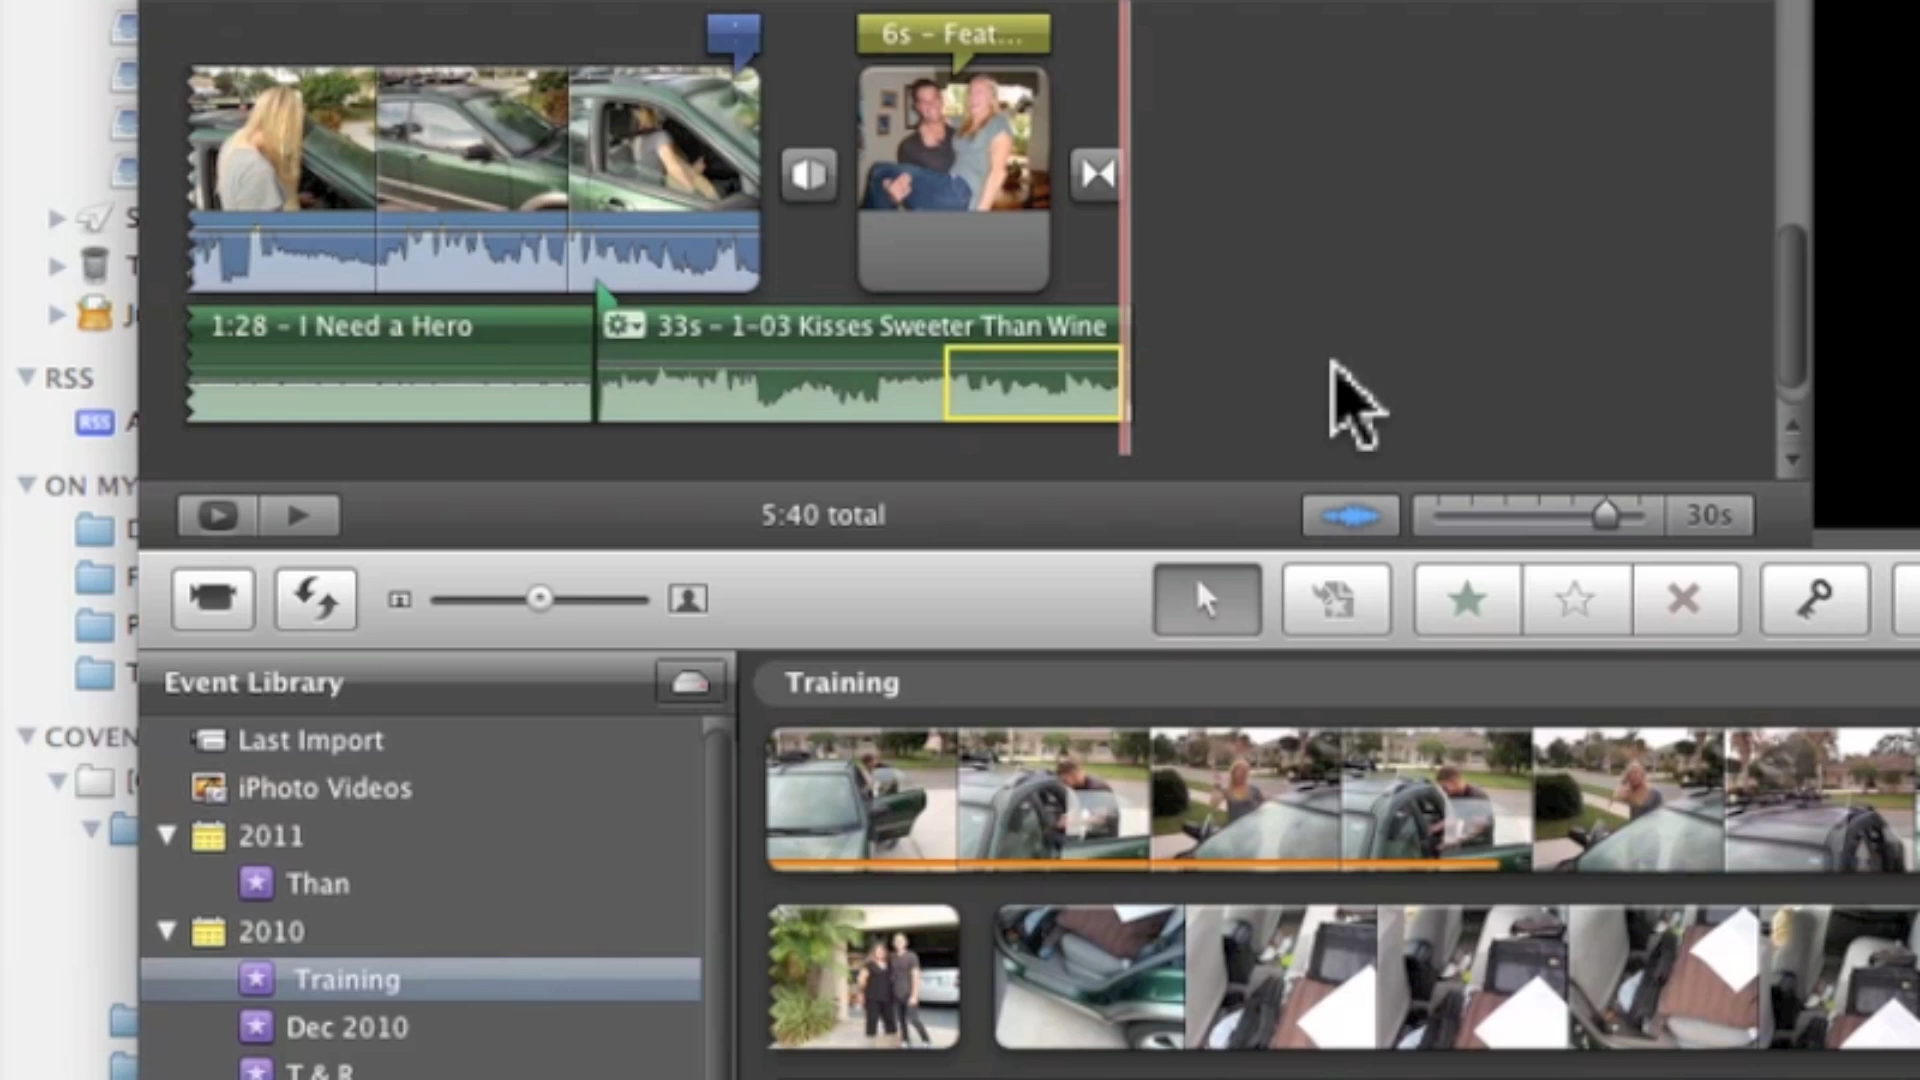 6s – Feat...
1:28 – I Need a Hero
33s – 1-03 Kisses Sweeter Than Wine
S
T
RSS
RSS
A
ON MY
5:40 total
30s
F
P
T
Event Library
Training
COVEN
Last Import
iPhoto Videos
2011
Than
2010
Training
Dec 2010
T & R